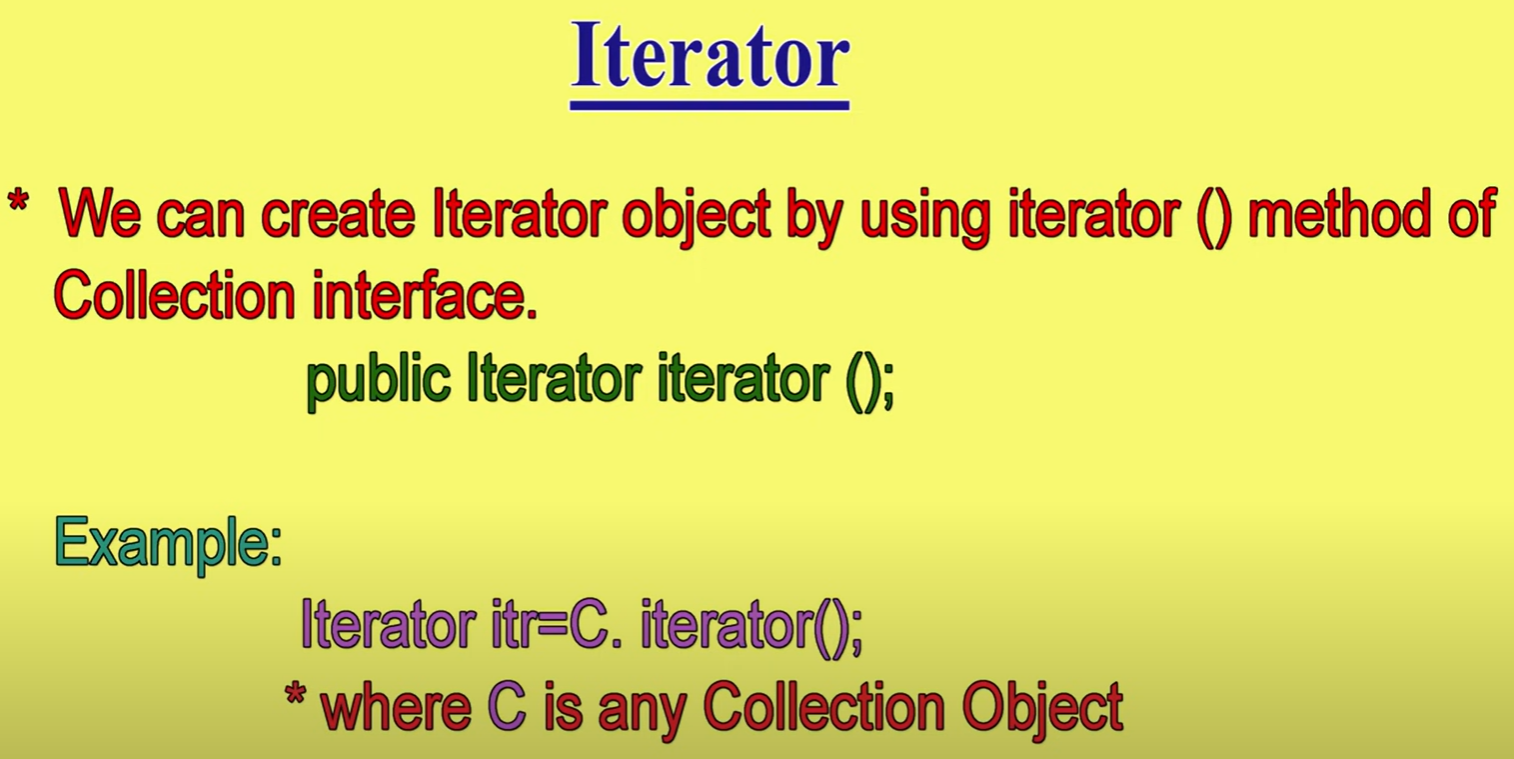 Iterator
* We can create Iterator object by using iterator () method of
Collection interface.
public Iterator iterator ();
Example:
Iterator itr=C. iterator();
* where C is any Collection Object